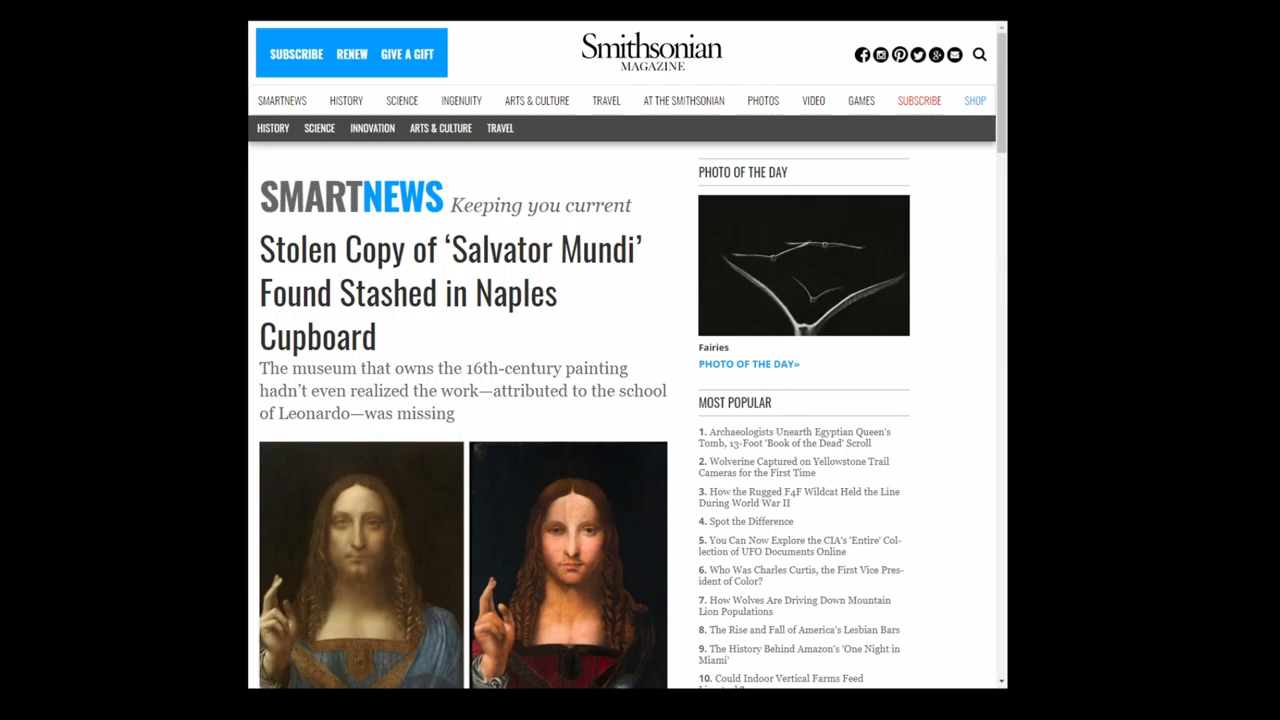 SUBSCRIBE RENEW GIVE A GIFT
Smithsonian
MAGAZINE
SMARTNEWS HISTORY SCIENCE INGENUITY ARTS & CULTURE TRAVEL AT THE SMITHSONIAN PHOTOS VIDEO GAMES SUBSCRIBE SHOP
HISTORY SCIENCE INNOVATION ARTS & CULTURE TRAVEL
SMARTNEWS Keeping you current
Stolen Copy of ‘Salvator Mundi’
Found Stashed in Naples
Cupboard
The museum that owns the 16th-century painting
hadn’t even realized the work—attributed to the school
of Leonardo—was missing
PHOTO OF THE DAY
Fairies
PHOTO OF THE DAY»
MOST POPULAR
1. Archaeologists Unearth Egyptian Queen's
Tomb, 13-Foot 'Book of the Dead' Scroll
2. Wolverine Captured on Yellowstone Trail
Cameras for the First Time
3. How the Rugged F4F Wildcat Held the Line
During World War II
4. Spot the Difference
5. You Can Now Explore the CIA's 'Entire' Col-
lection of UFO Documents Online
6. Who Was Charles Curtis, the First Vice Pres-
ident of Color?
7. How Wolves Are Driving Down Mountain
Lion Populations
8. The Rise and Fall of America's Lesbian Bars
9. The History Behind Amazon's 'One Night in
Miami'
10. Could Indoor Vertical Farms Feed